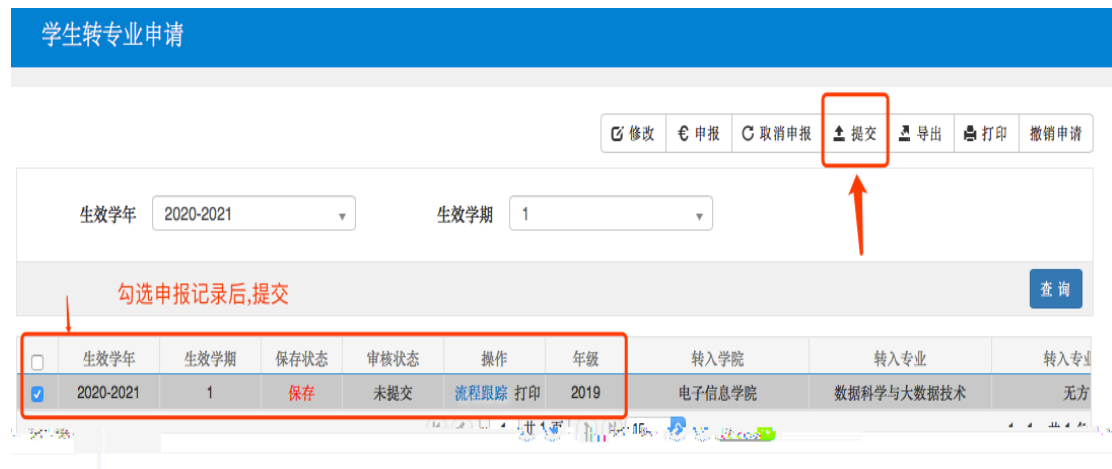 学生转专业申请
修改 申报 取消申报 提交 导出 打印 撤销申请
生效学年 2020-2021 生效学期 1
勾选申报记录后,提交 查询
生效学年 生效学期 保存状态 审核状态 操作 年级 转入学院 转入专业 转入专业
2020-2021 1 保存 未提交 流程跟踪 打印 2019 电子信息学院 数据科学与大数据技术 无方